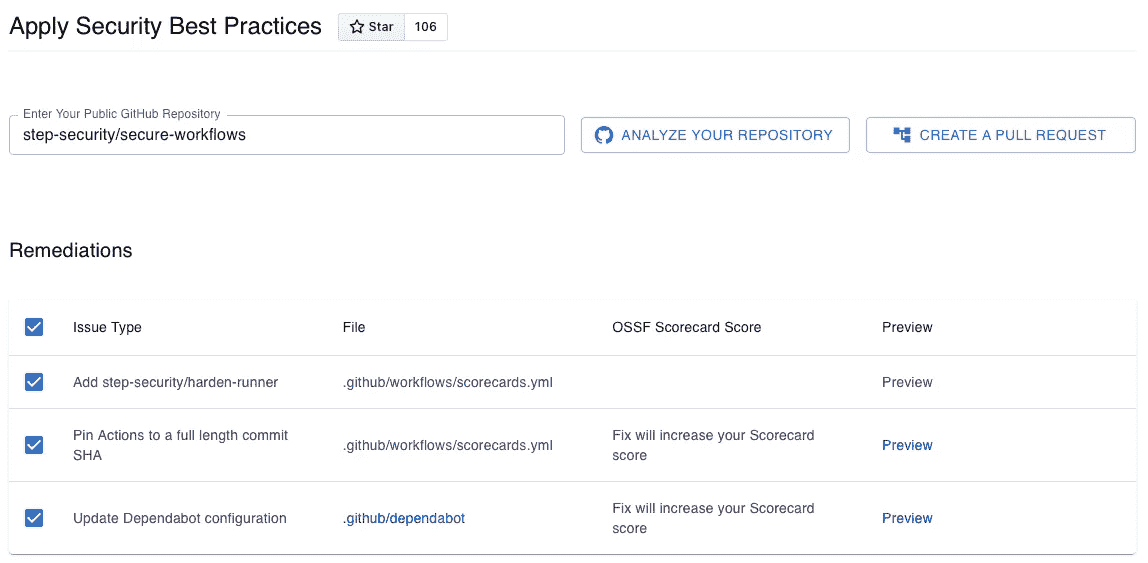 Apply Security Best Practices Star 106
Enter Your Public GitHub Repository
step-security/secure-workflows ANALYZE YOUR REPOSITORY CREATE A PULL REQUEST
Remediations
Issue Type File OSSF Scorecard Score Preview
Add step-security/harden-runner .github/workflows/scorecards.yml Preview
Pin Actions to a full length commit
SHA
.github/workflows/scorecards.yml
Fix will increase your Scorecard
score
Preview
Update Dependabot configuration
.github/dependabot
Fix will increase your Scorecard
score
Preview